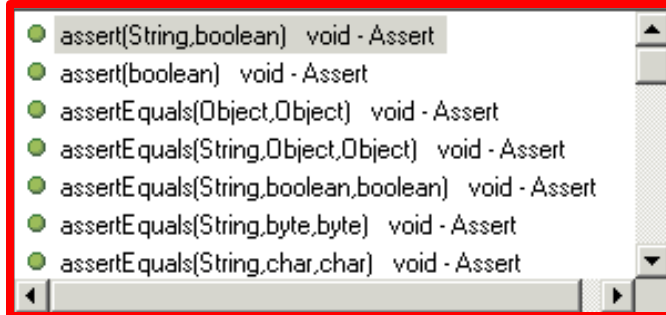 assert(String,boolean)   void - Assert
assert(boolean)   void - Assert
assertEquals(Object,Object)   void - Assert
assertEquals(String,Object,Object)   void - Assert
assertEquals(String,boolean,boolean)   void - Assert
assertEquals(String,byte,byte)   void - Assert
assertEquals(String,char,char)   void - Assert